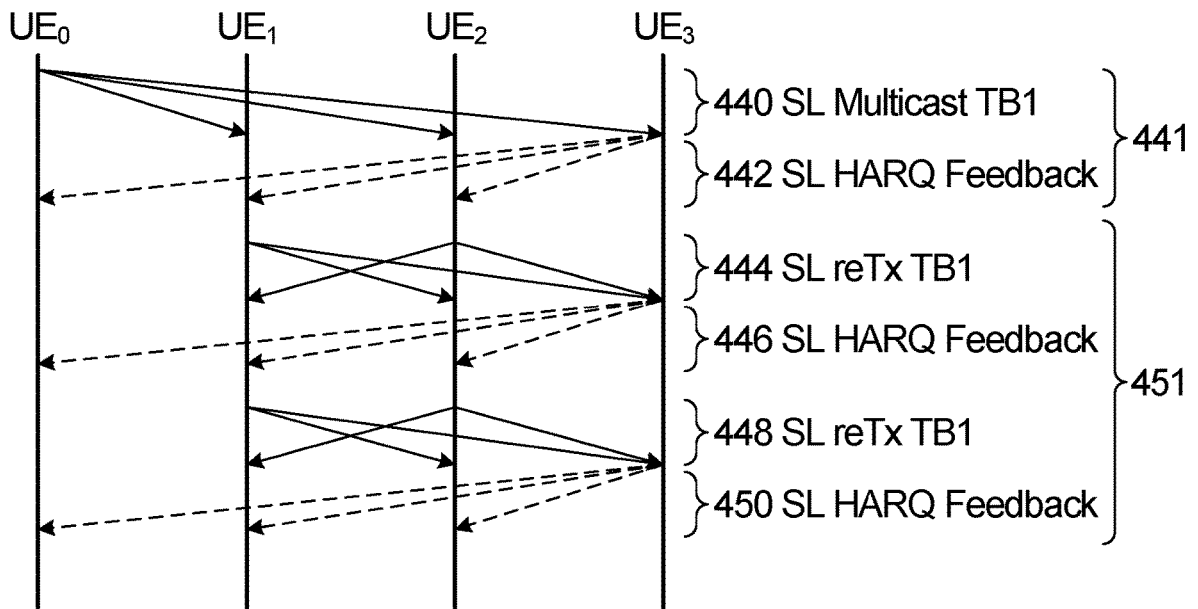 UE0 UE1 UE2 UE3
440 SL Multicast TB1
441
442 SL HARQ Feedback
444 SL reTx TB1
446 SL HARQ Feedback
451
448 SL reTx TB1
450 SL HARQ Feedback